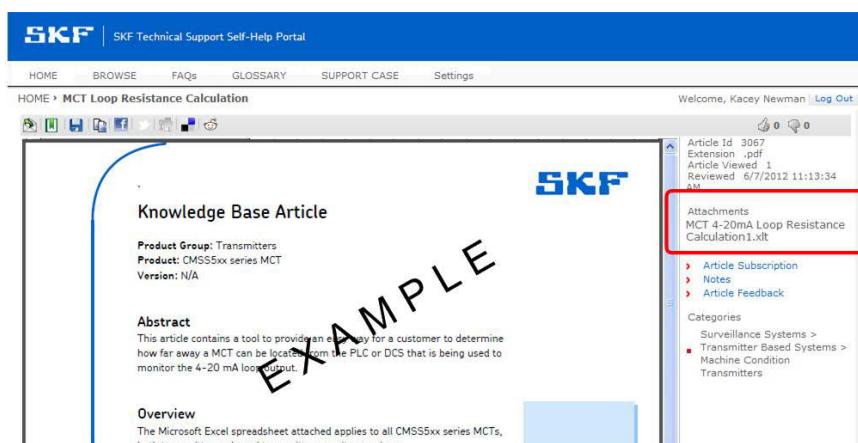 SKF SKF Technical Support Self-Help Portal
HOME BROWSE FAQs GLOSSARY SUPPORT CASE Settings
HOME › MCT Loop Resistance Calculation Welcome, Kacey Newman | Log Out
0 0
SKF
Knowledge Base Article
Product Group: Transmitters
Product: CMSS5xx series MCT
Version: N/A
Abstract
This article contains a tool to provide an easy way for a customer to determine
how far away a MCT can be located from the PLC or DCS that is being used to
monitor the 4-20 mA loop output.
EXAMPLE
Overview
The Microsoft Excel spreadsheet attached applies to all CMSS5xx series MCTs,
Article Id 3067
Extension .pdf
Article Viewed 1
Reviewed 6/7/2012 11:13:34
AM
Attachments
MCT 4-20mA Loop Resistance
Calculation1.xlt
Article Subscription
Notes
Article Feedback
Categories
Surveillance Systems >
Transmitter Based Systems >
Machine Condition
Transmitters